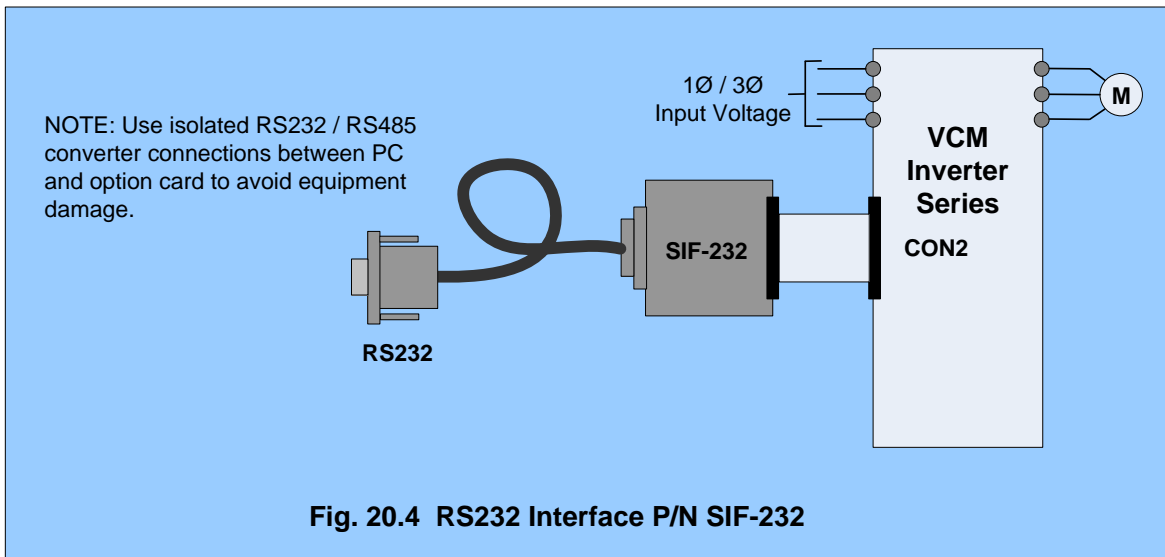 NOTE: Use isolated RS232 / RS485
converter connections between PC
and option card to avoid equipment
damage.
1Ø / 3Ø
Input Voltage
M
VCM
Inverter
Series
SIF-232
CON2
RS232
Fig. 20.4 RS232 Interface P/N SIF-232